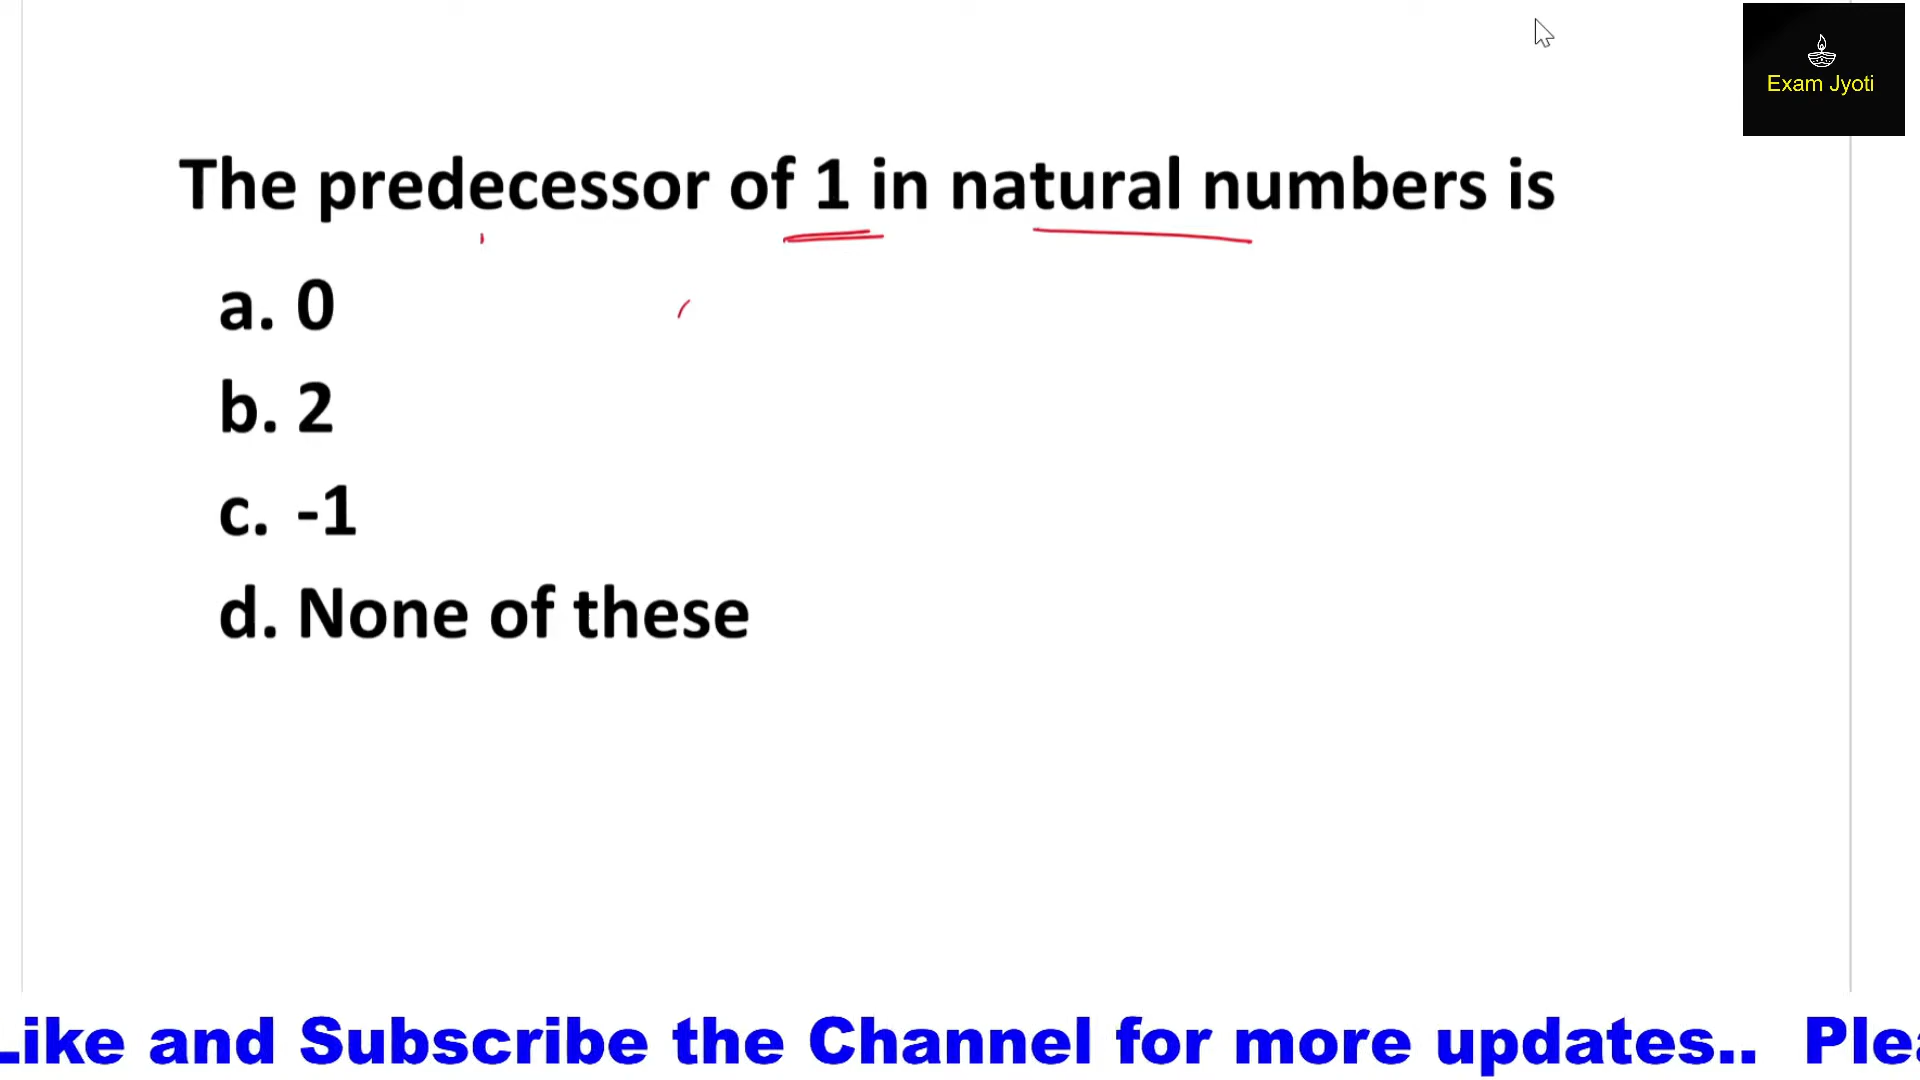 Exam Jyoti
The predecessor of 1 in natural numbers is
a. 0
b. 2
c. -1
d. None of these
Like and Subscribe the Channel for more updates.. Plea